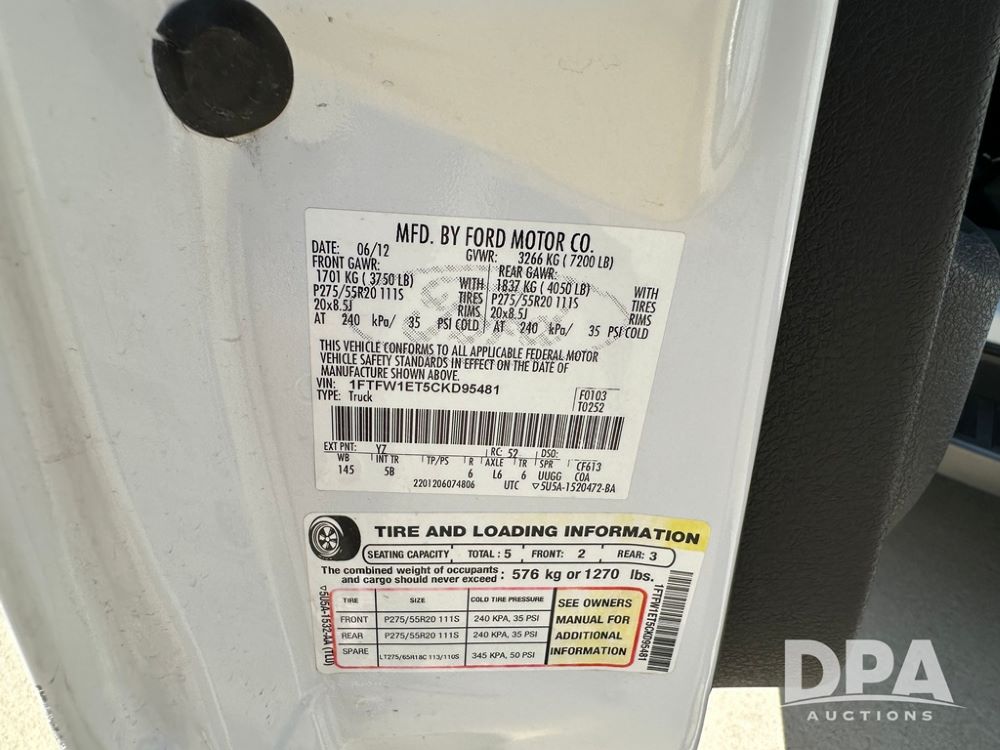 MFD. BY FORD MOTOR CO.
DATE: 06/12 GVWR: 3266 KG ( 7200 LB)
FRONT GAWR: REAR GAWR:
1701 KG ( 3750 LB) WITH 1837 KG ( 4050 LB) WITH
P275/55R20 111S TIRES P275/55R20 111S TIRES
20x8.5J RIMS 20x8.5J RIMS
AT 240 kPa/ 35 PSI COLD AT 240 kPa/ 35 PSI COLD
THIS VEHICLE CONFORMS TO ALL APPLICABLE FEDERAL MOTOR
VEHICLE SAFETY STANDARDS IN EFFECT ON THE DATE OF
MANUFACTURE SHOWN ABOVE.
VIN: 1FTFW1ET5CKD95481
TYPE: Truck
F0103
T0252
EXT PNT: YZ RC: 52 DSO:
WB INT TR TP/PS R AXLE TR SPR CF613
145 5B 6 L6 6 UUGG COA
2201206074806 UTC ▽5U5A-1520472-BA
TIRE AND LOADING INFORMATION
SEATING CAPACITY TOTAL : 5 FRONT: 2 REAR: 3
The combined weight of occupants
and cargo should never exceed : 576 kg or 1270 lbs.
TIRE SIZE COLD TIRE PRESSURE
FRONT P275/55R20 111S 240 KPA, 35 PSI
REAR P275/55R20 111S 240 KPA, 35 PSI
SPARE LT275/65R18C 113/110S 345 KPA, 50 PSI
SEE OWNERS
MANUAL FOR
ADDITIONAL
INFORMATION
▽5U5A-1532-AA (TLU)
1FTFW1ET5CKD95481
DPA
AUCTIONS